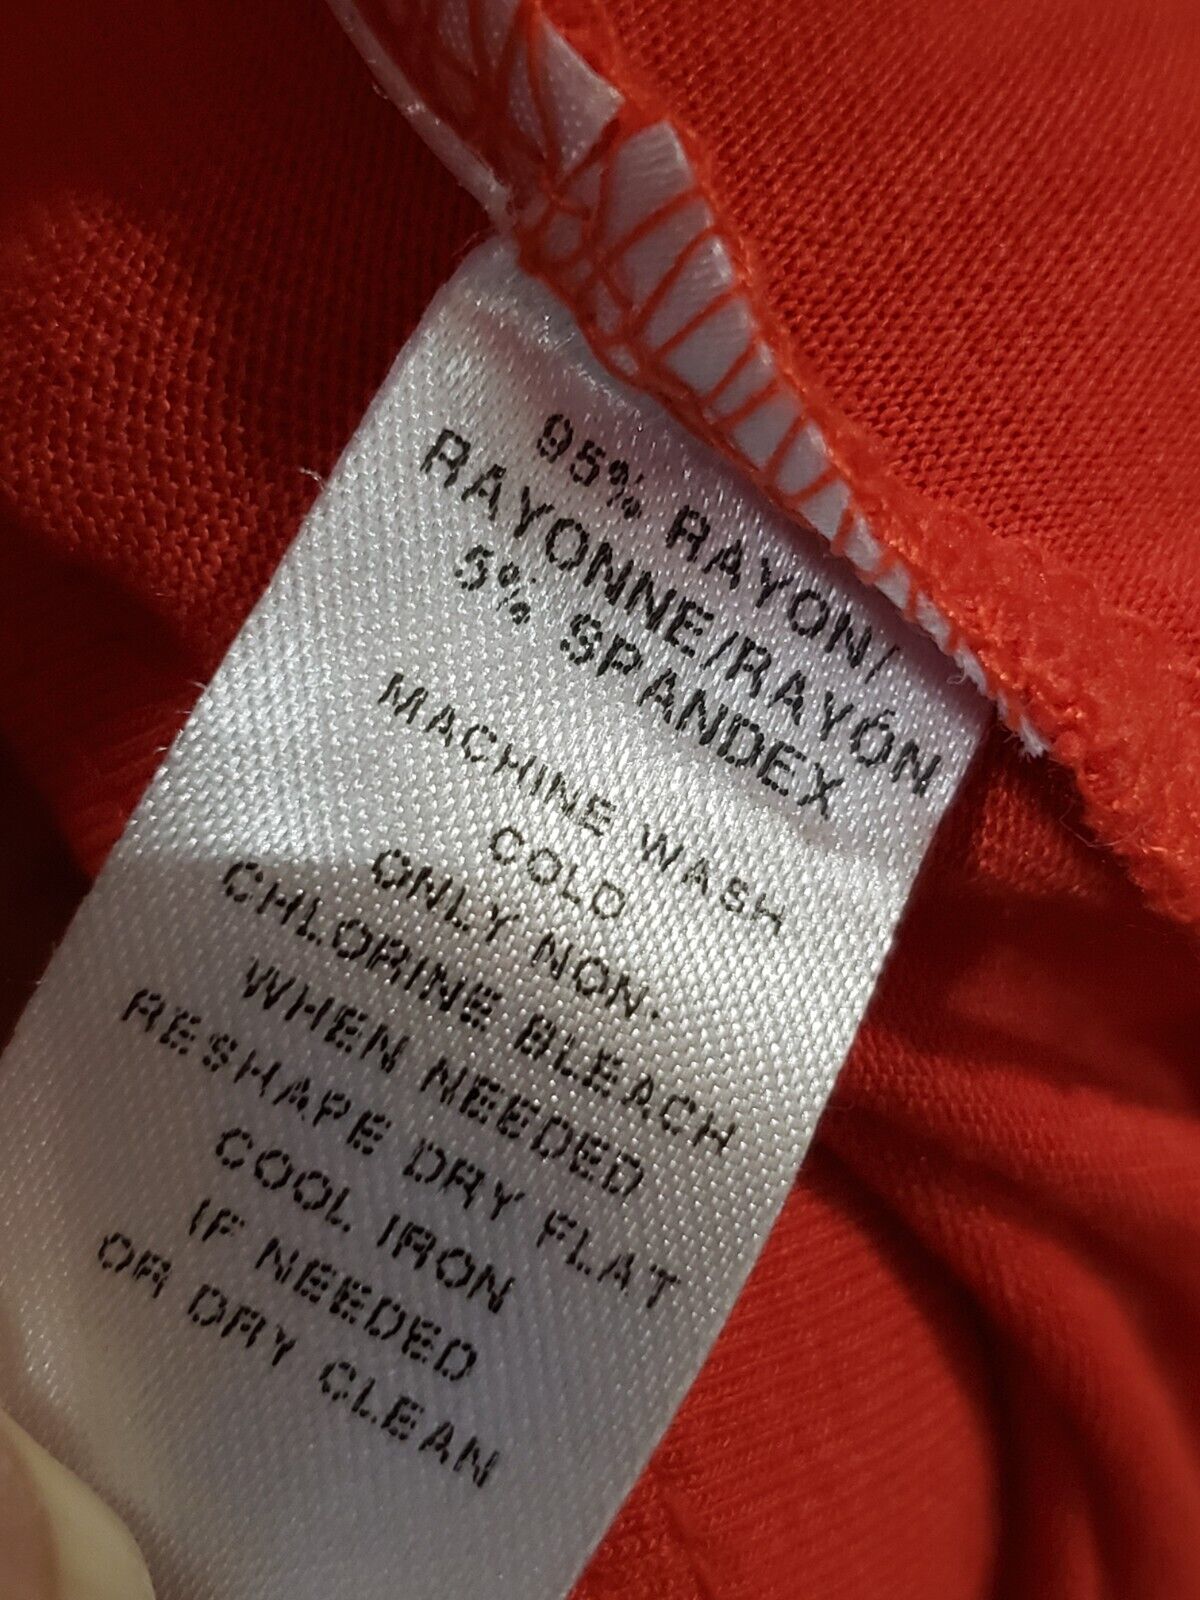 95% RAYON/
RAYONNE/RAYÓN
5% SPANDEX
MACHINE WASH
COLD
ONLY NON-
CHLORINE BLEACH
WHEN NEEDED
RESHAPE DRY FLAT
COOL IRON
IF NEEDED
OR DRY CLEAN